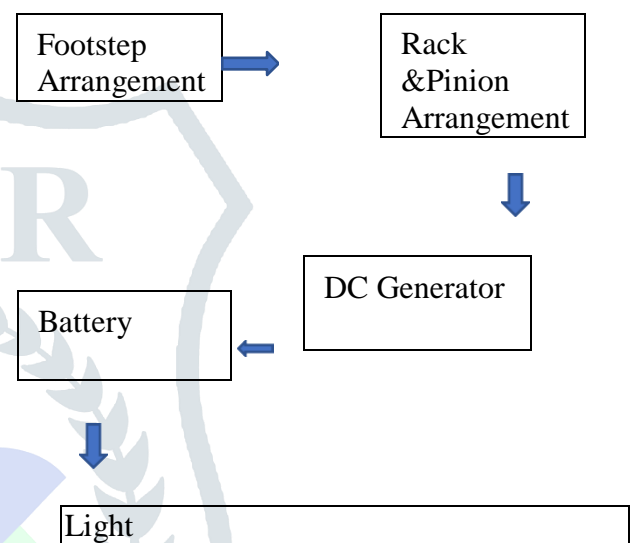 Footstep
Arrangement
Rack
&Pinion
Arrangement
DC Generator
Battery
Light
R